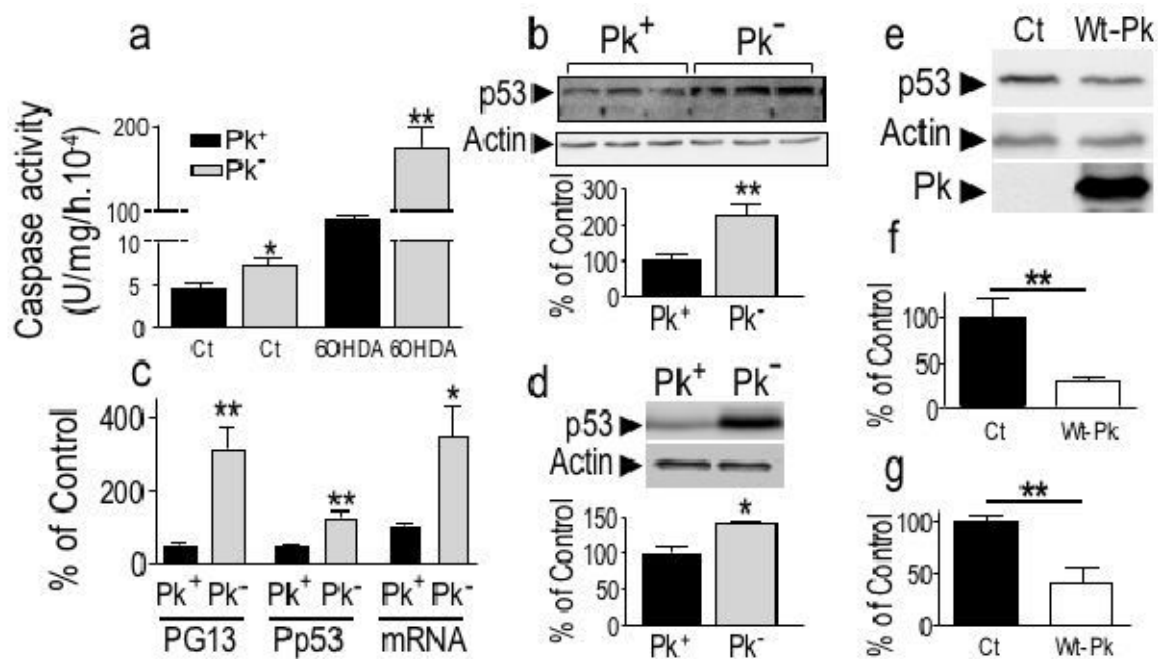 a
Caspase activity
(U/mg/h.10⁻⁴)
200
100
10
5
0
Pk⁺
Pk⁻
*
**
Ct
Ct
6OHDA
6OHDA
b
Pk⁺
Pk⁻
p53
Actin
% of Control
300
200
100
0
**
Pk⁺
Pk⁻
c
% of Control
400
200
0
**
**
*
Pk⁺ Pk⁻ Pk⁺ Pk⁻ Pk⁺ Pk⁻
PG13
Pp53
mRNA
d
Pk⁺ Pk⁻
p53
Actin
% of Control
150
100
50
0
*
Pk⁺
Pk⁻
e
Ct Wt-Pk
p53
Actin
Pk
f
% of Control
100
50
0
**
Ct
Wt-Pk
g
% of Control
100
50
0
**
Ct
Wt-Pk